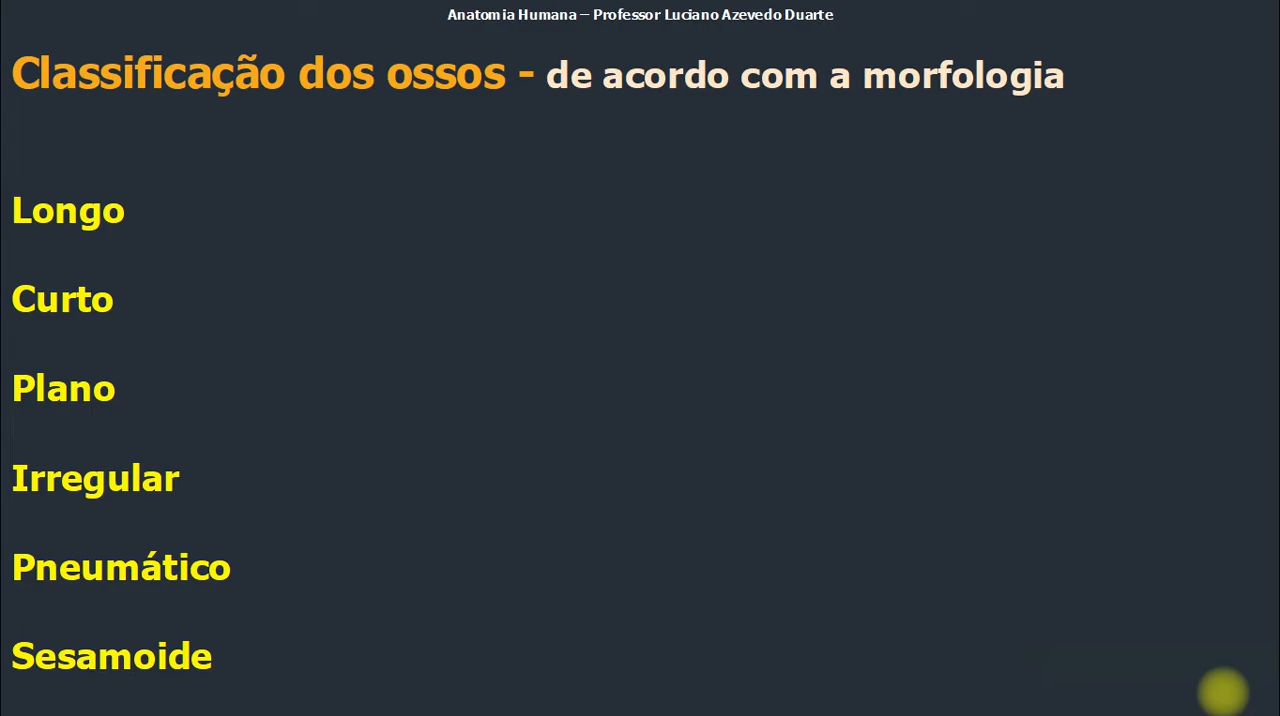 Anatomia Humana – Professor Luciano Azevedo Duarte
Classificação dos ossos - de acordo com a morfologia
Longo
Curto
Plano
Irregular
Pneumático
Sesamoide